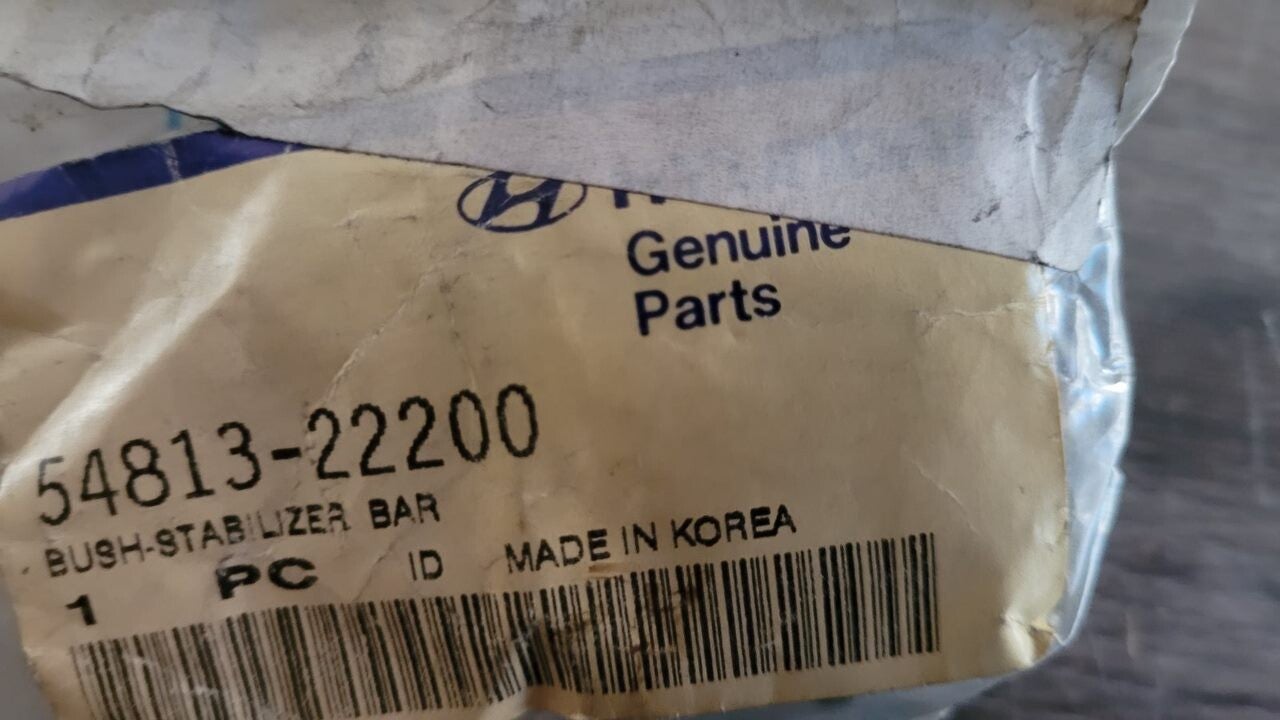 Genuine
Parts
54813-22200
BUSH-STABILIZER BAR
1 PC ID MADE IN KOREA